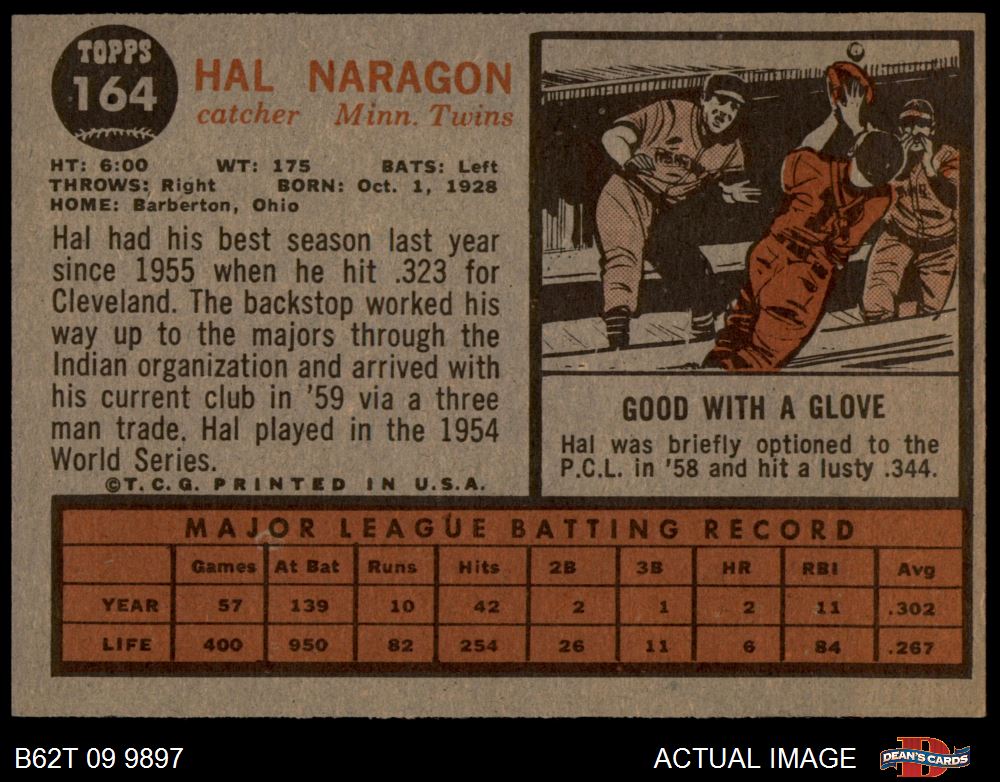 TOPPS
164
HAL NARAGON
catcher Minn. Twins
HT: 6:00 WT: 175 BATS: Left
THROWS: Right BORN: Oct. 1, 1928
HOME: Barberton, Ohio
Hal had his best season last year
since 1955 when he hit .323 for
Cleveland. The backstop worked his
way up to the majors through the
Indian organization and arrived with
his current club in '59 via a three
man trade. Hal played in the 1954
World Series.
©T.C.G. PRINTED IN U.S.A.
GOOD WITH A GLOVE
Hal was briefly optioned to the
P.C.L. in '58 and hit a lusty .344.
MAJOR LEAGUE BATTING RECORD
Games At Bat Runs Hits 2B 3B HR RBI Avg
YEAR 57 139 10 42 2 1 2 11 .302
LIFE 400 950 82 254 26 11 6 84 .267
B62T 09 9897 ACTUAL IMAGE
DEAN'S CARDS